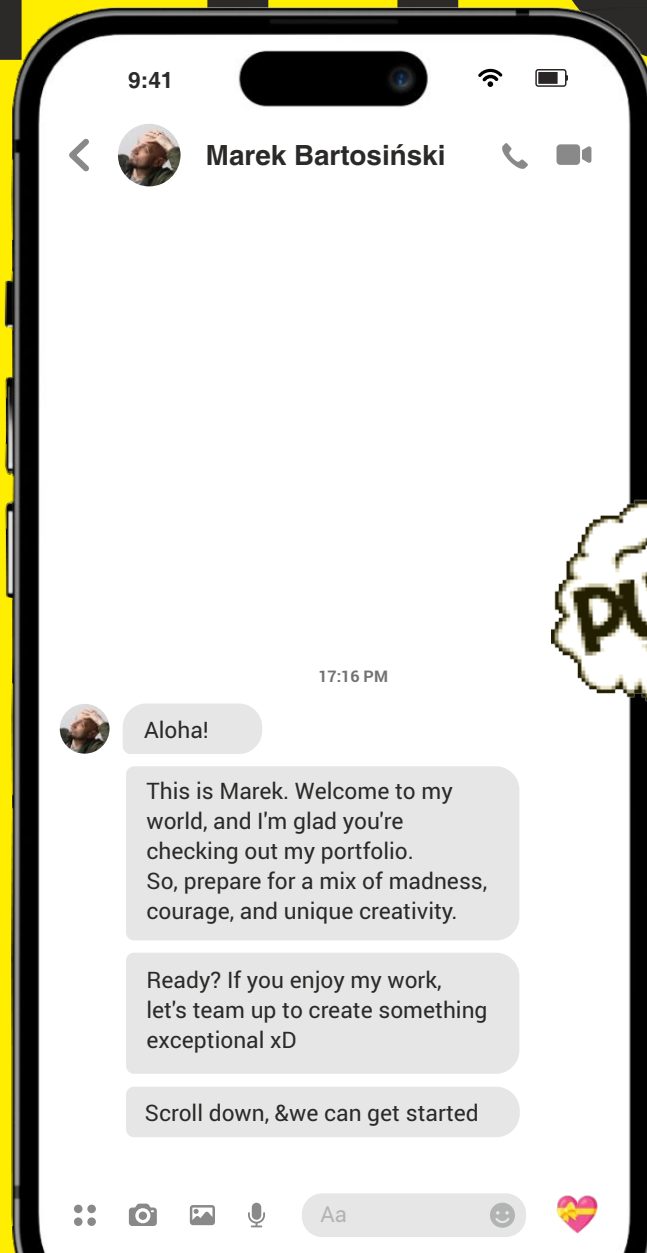 9:41
Marek Bartosiński
17:16 PM
Aloha!
This is Marek. Welcome to my
world, and I'm glad you're
checking out my portfolio.
So, prepare for a mix of madness,
courage, and unique creativity.
Ready? If you enjoy my work,
let's team up to create something
exceptional xD
Scroll down, &we can get started
Aa